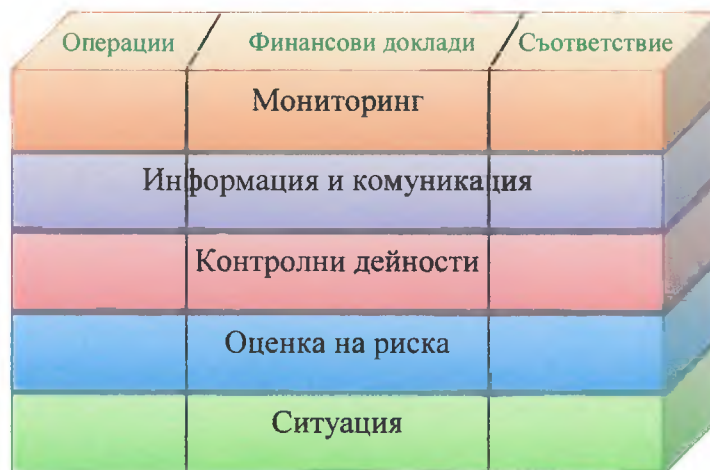 Операции Финансови доклади Съответствие
Мониторинг
Информация и комуникация
Контролни дейности
Оценка на риска
Ситуация